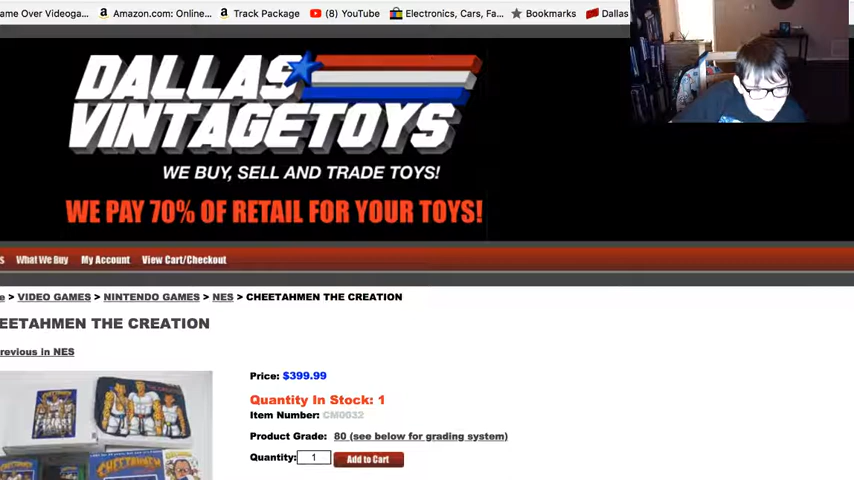 ame Over Videoga... Amazon.com: Online... Track Package (8) YouTube Electronics, Cars, Fa... Bookmarks Dallas
DALLAS
VINTAGETOYS
WE BUY, SELL AND TRADE TOYS!
WE PAY 70% OF RETAIL FOR YOUR TOYS!
S What We Buy My Account View Cart/Checkout
e > VIDEO GAMES > NINTENDO GAMES > NES > CHEETAHMEN THE CREATION
EETAHMEN THE CREATION
revious in NES
Price: $399.99
Quantity In Stock: 1
Item Number: CM0032
Product Grade: 80 (see below for grading system)
Quantity: 1 Add to Cart
CHEETAHMEN